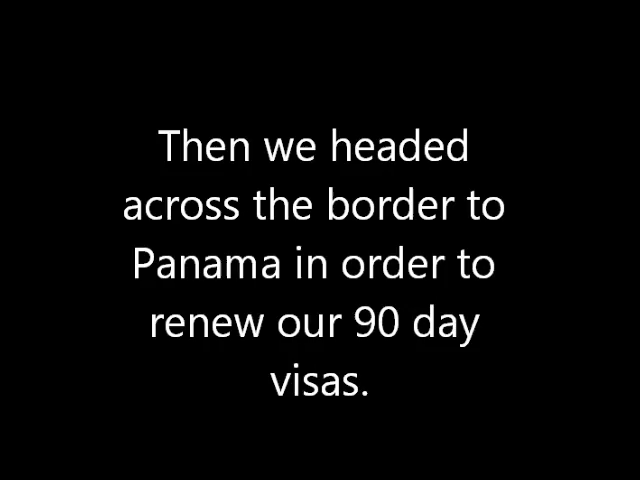 Then we headed
across the border to
Panama in order to
renew our 90 day
visas.